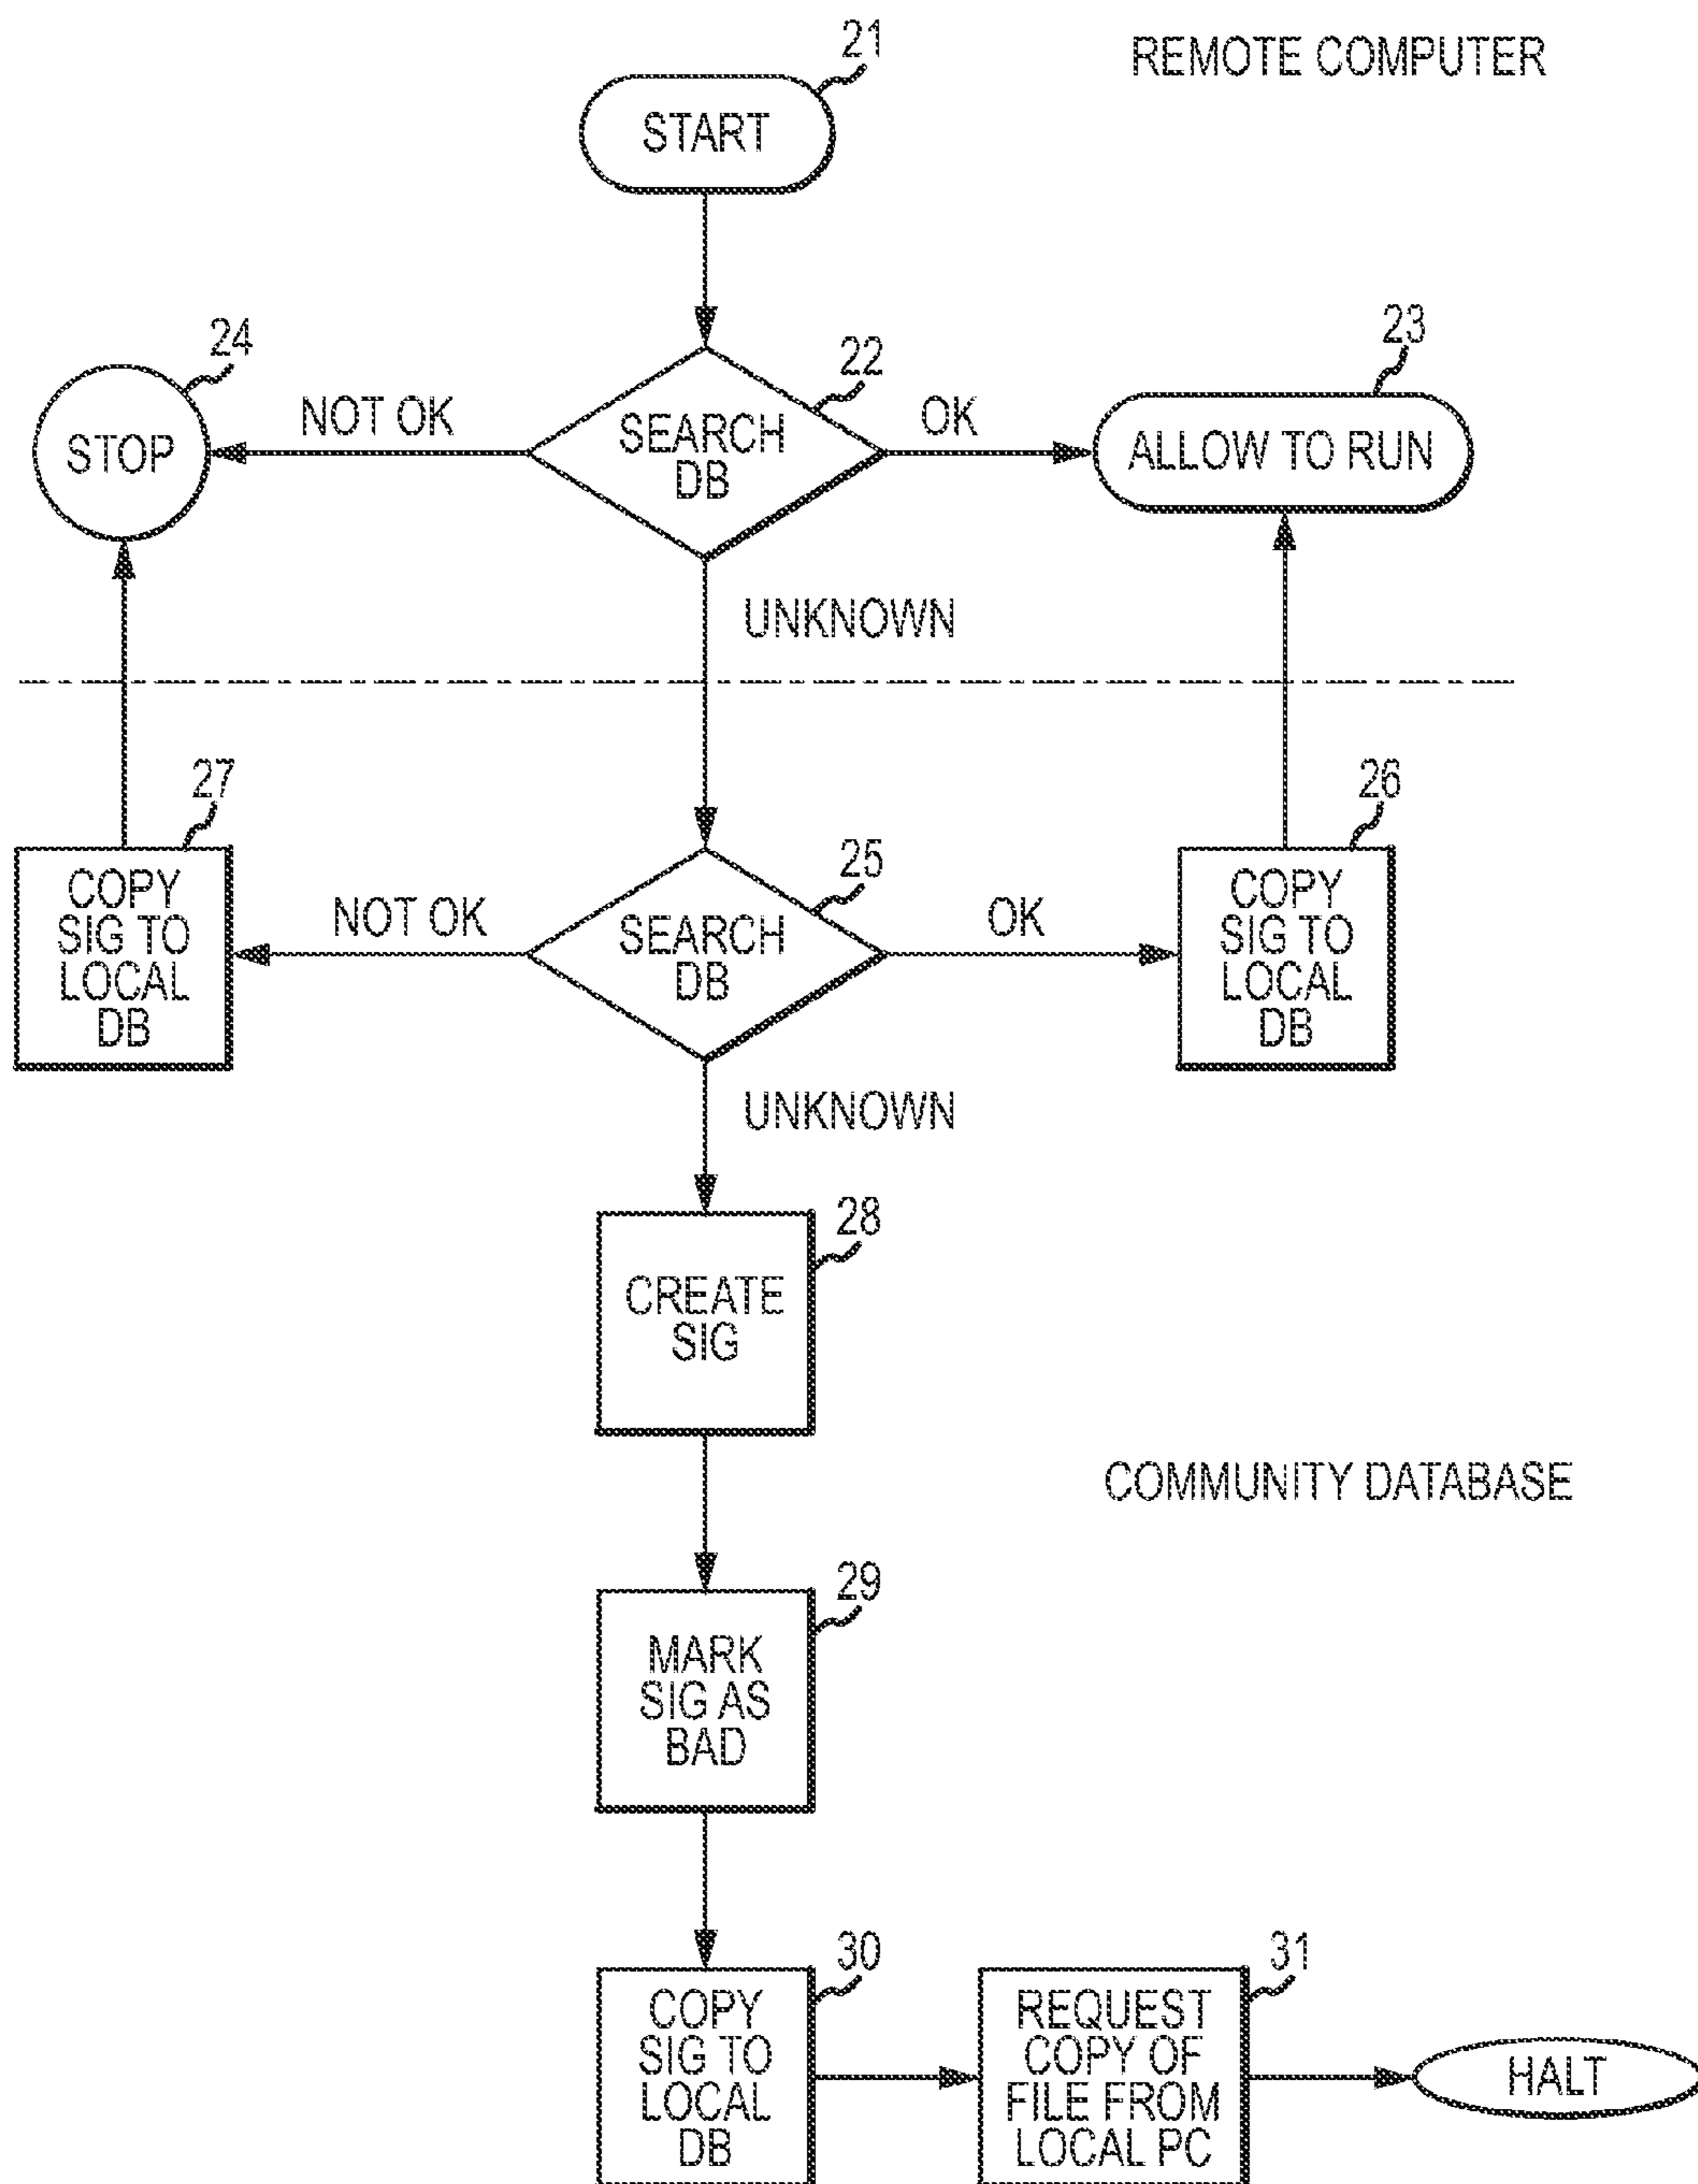 21
REMOTE COMPUTER
START
24
22
23
NOT OK
OK
STOP
SEARCH
DB
ALLOW TO RUN
UNKNOWN
27
25
26
COPY
SIG TO
LOCAL
DB
NOT OK
SEARCH
DB
OK
COPY
SIG TO
LOCAL
DB
UNKNOWN
28
CREATE
SIG
COMMUNITY DATABASE
29
MARK
SIG AS
BAD
30
31
COPY
SIG TO
LOCAL
DB
REQUEST
COPY OF
FILE FROM
LOCAL PC
HALT